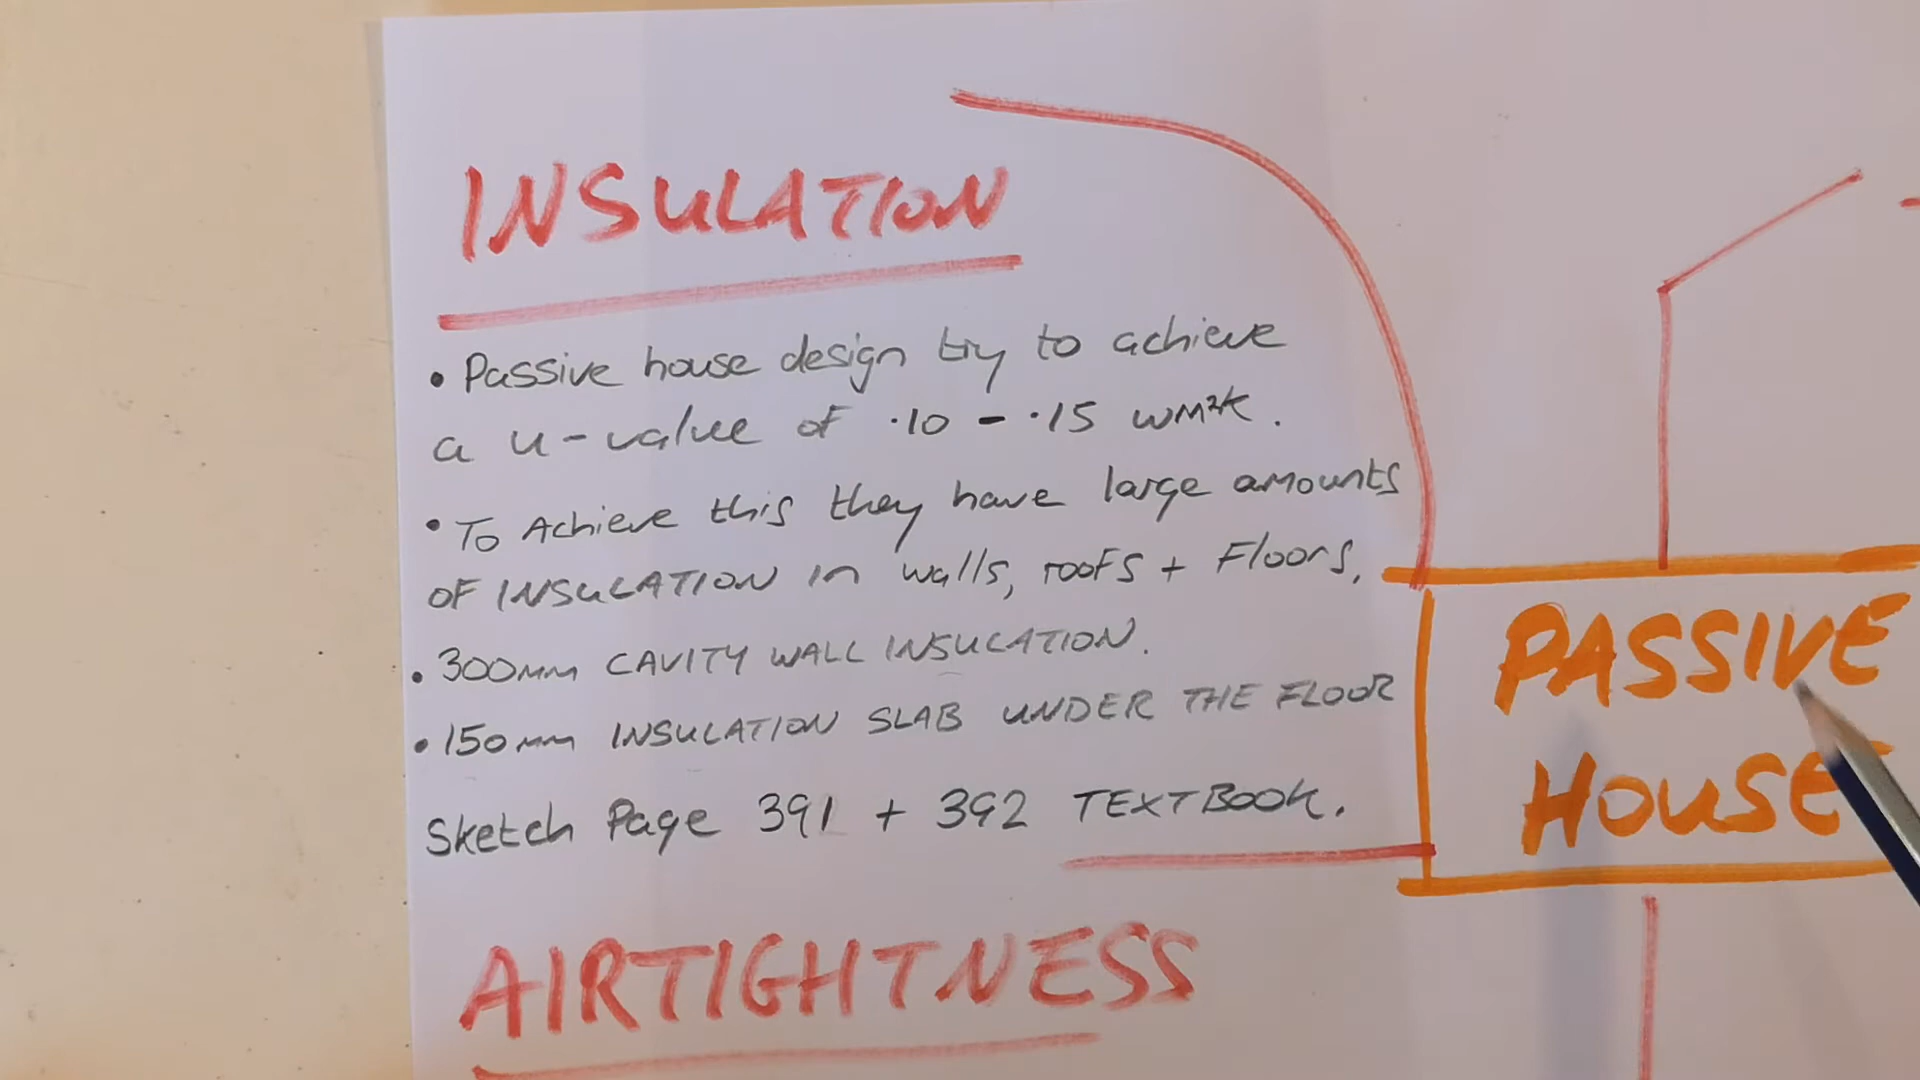 INSULATION
• Passive house design try to achieve
a u-value of .10 - .15 WM²K.
• To Achieve this they have large amounts
OF INSULATION in walls, roofs + Floors.
• 300mm CAVITY WALL INSULATION.
• 150mm INSULATION SLAB UNDER THE FLOOR
Sketch Page 391 + 392 TEXTBOOK.
PASSIVE
HOUSE
AIRTIGHTNESS